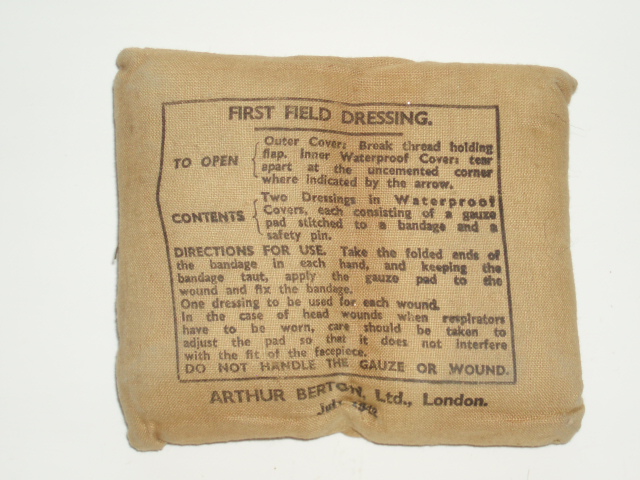 FIRST FIELD DRESSING.
TO OPEN
Outer Cover: Break thread holding
flap. Inner Waterproof Cover: tear
apart at the uncemented corner
where indicated by the arrow.
CONTENTS
Two Dressings in Waterproof
Covers, each consisting of a gauze
pad stitched to a bandage and a
safety pin.
DIRECTIONS FOR USE. Take the folded ends of
the bandage in each hand, and keeping the
bandage taut, apply the gauze pad to the
wound and fix the bandage.
One dressing to be used for each wound.
In the case of head wounds when respirators
have to be worn, care should be taken to
adjust the pad so that it does not interfere
with the fit of the facepiece.
DO NOT HANDLE THE GAUZE OR WOUND.
ARTHUR BERTON, Ltd., London.